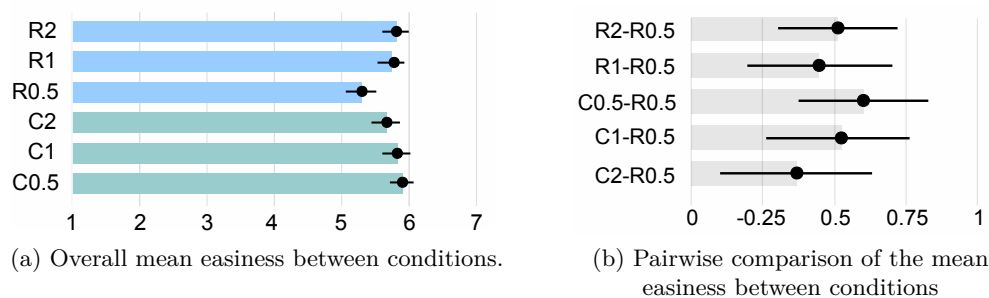 R2
R1
R0.5
C2
C1
C0.5
1 2 3 4 5 6 7
(a) Overall mean easiness between conditions.
R2-R0.5
R1-R0.5
C0.5-R0.5
C1-R0.5
C2-R0.5
0 -0.25 0.5 0.75 1
(b) Pairwise comparison of the mean
easiness between conditions